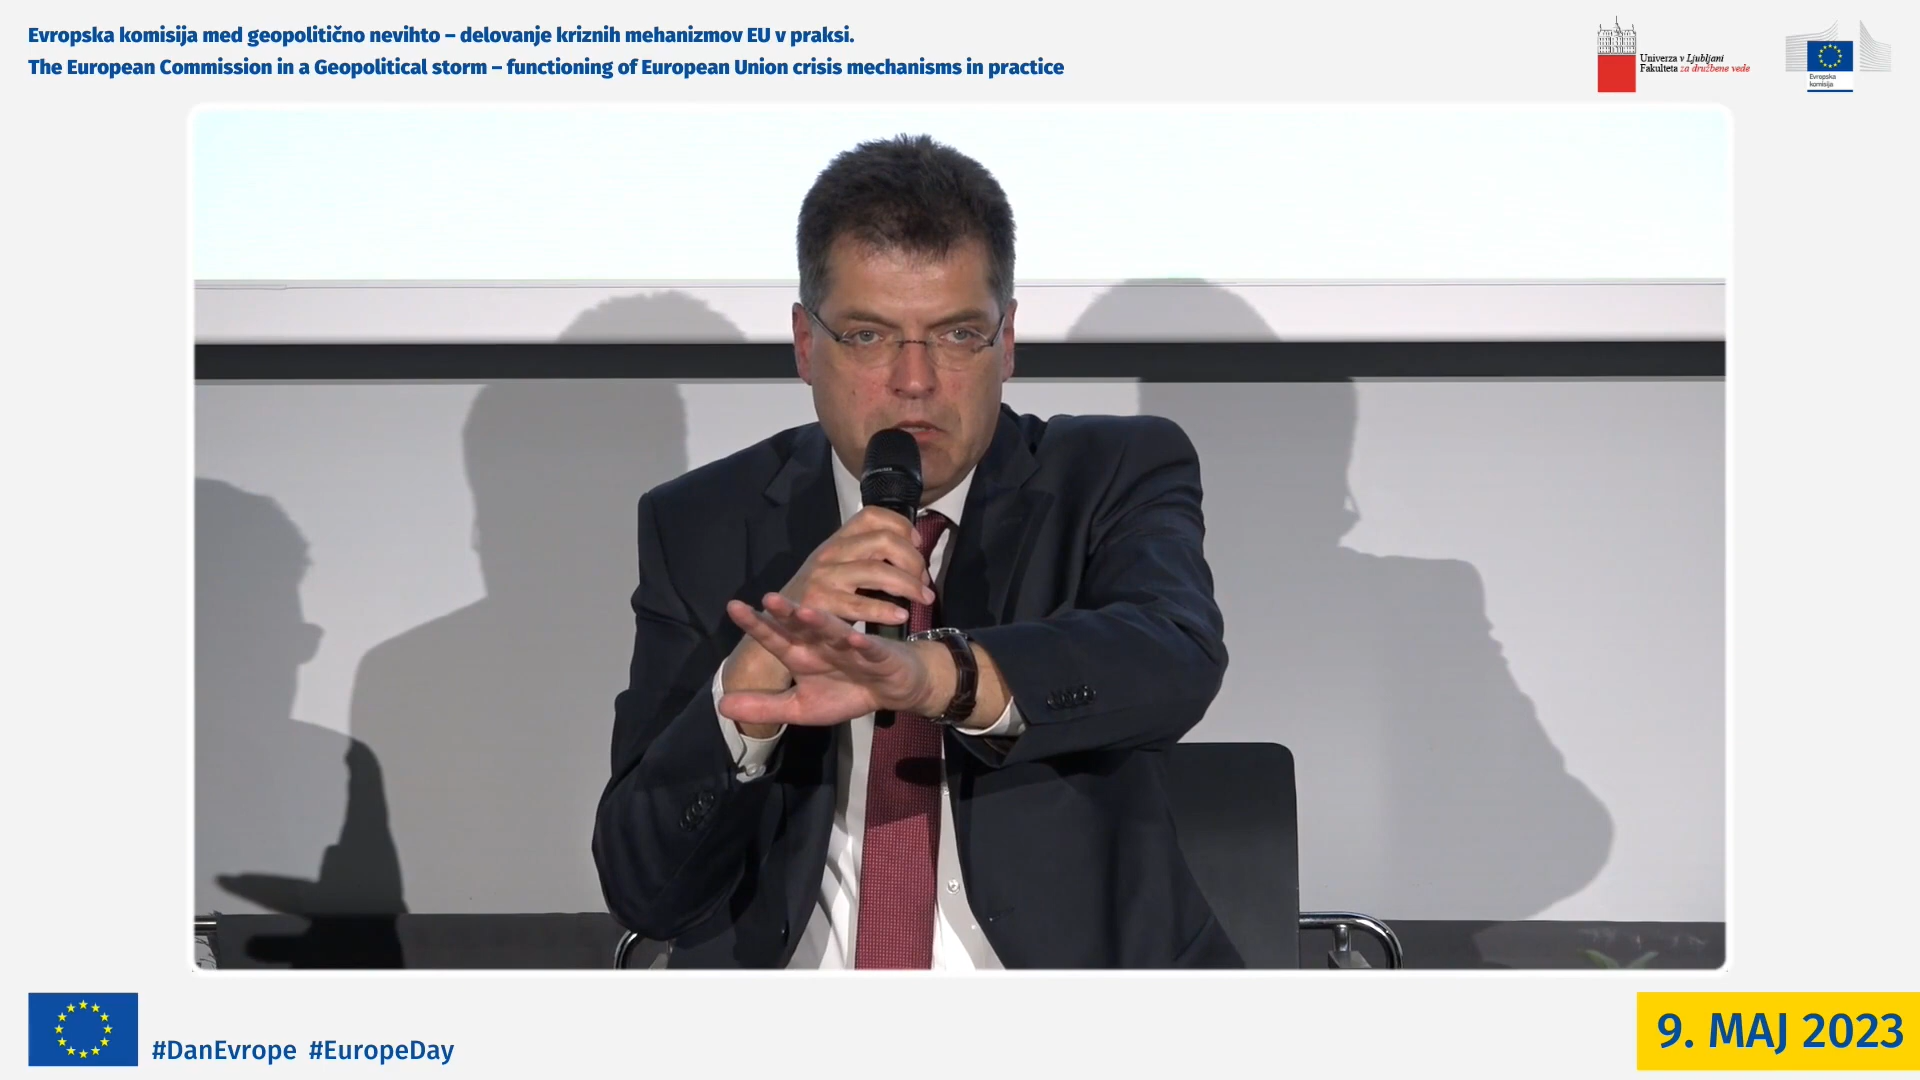 Evropska komisija med geopolitično nevihto – delovanje kriznih mehanizmov EU v praksi.
The European Commission in a Geopolitical storm – functioning of European Union crisis mechanisms in practice
Univerza v Ljubljani
Fakulteta za družbene vede
Evropska
komisija
#DanEvrope #EuropeDay
9. MAJ 2023